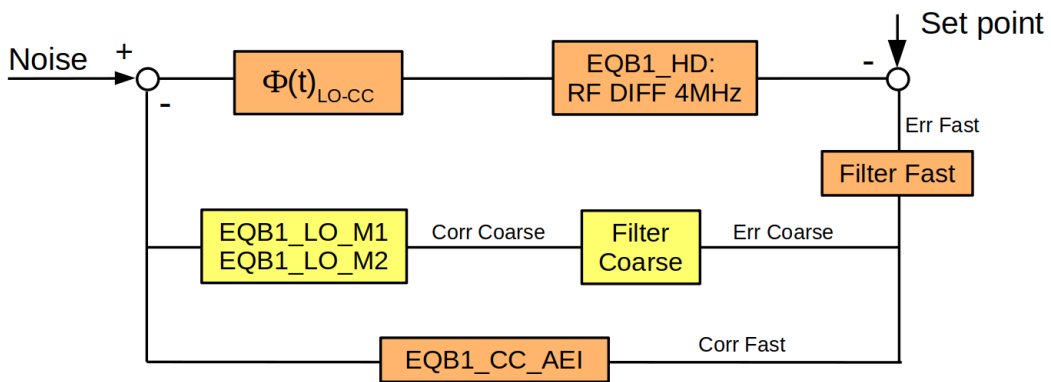 Set point
Noise
+
-
Φ(t)LO-CC
EQB1_HD:
RF DIFF 4MHz
-
Err Fast
Filter Fast
EQB1_LO_M1
EQB1_LO_M2
Corr Coarse
Filter
Coarse
Err Coarse
EQB1_CC_AEI
Corr Fast